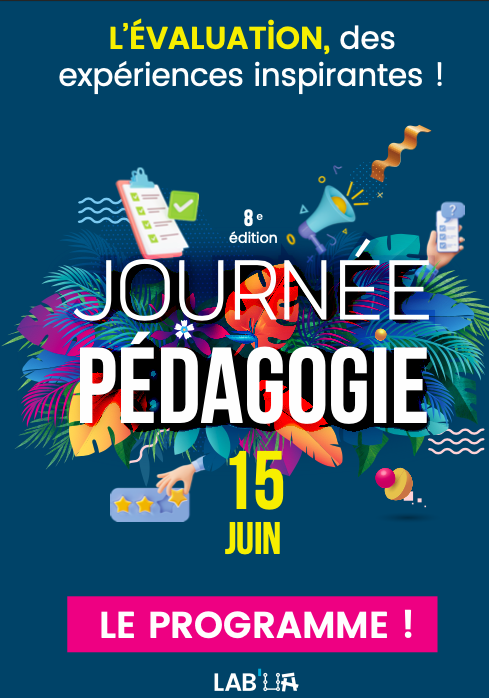 L'ÉVALUATION, des
expériences inspirantes !
8e
édition
JOURNÉE
PÉDAGOGIE
15
JUIN
LE PROGRAMME !
LAB'UA